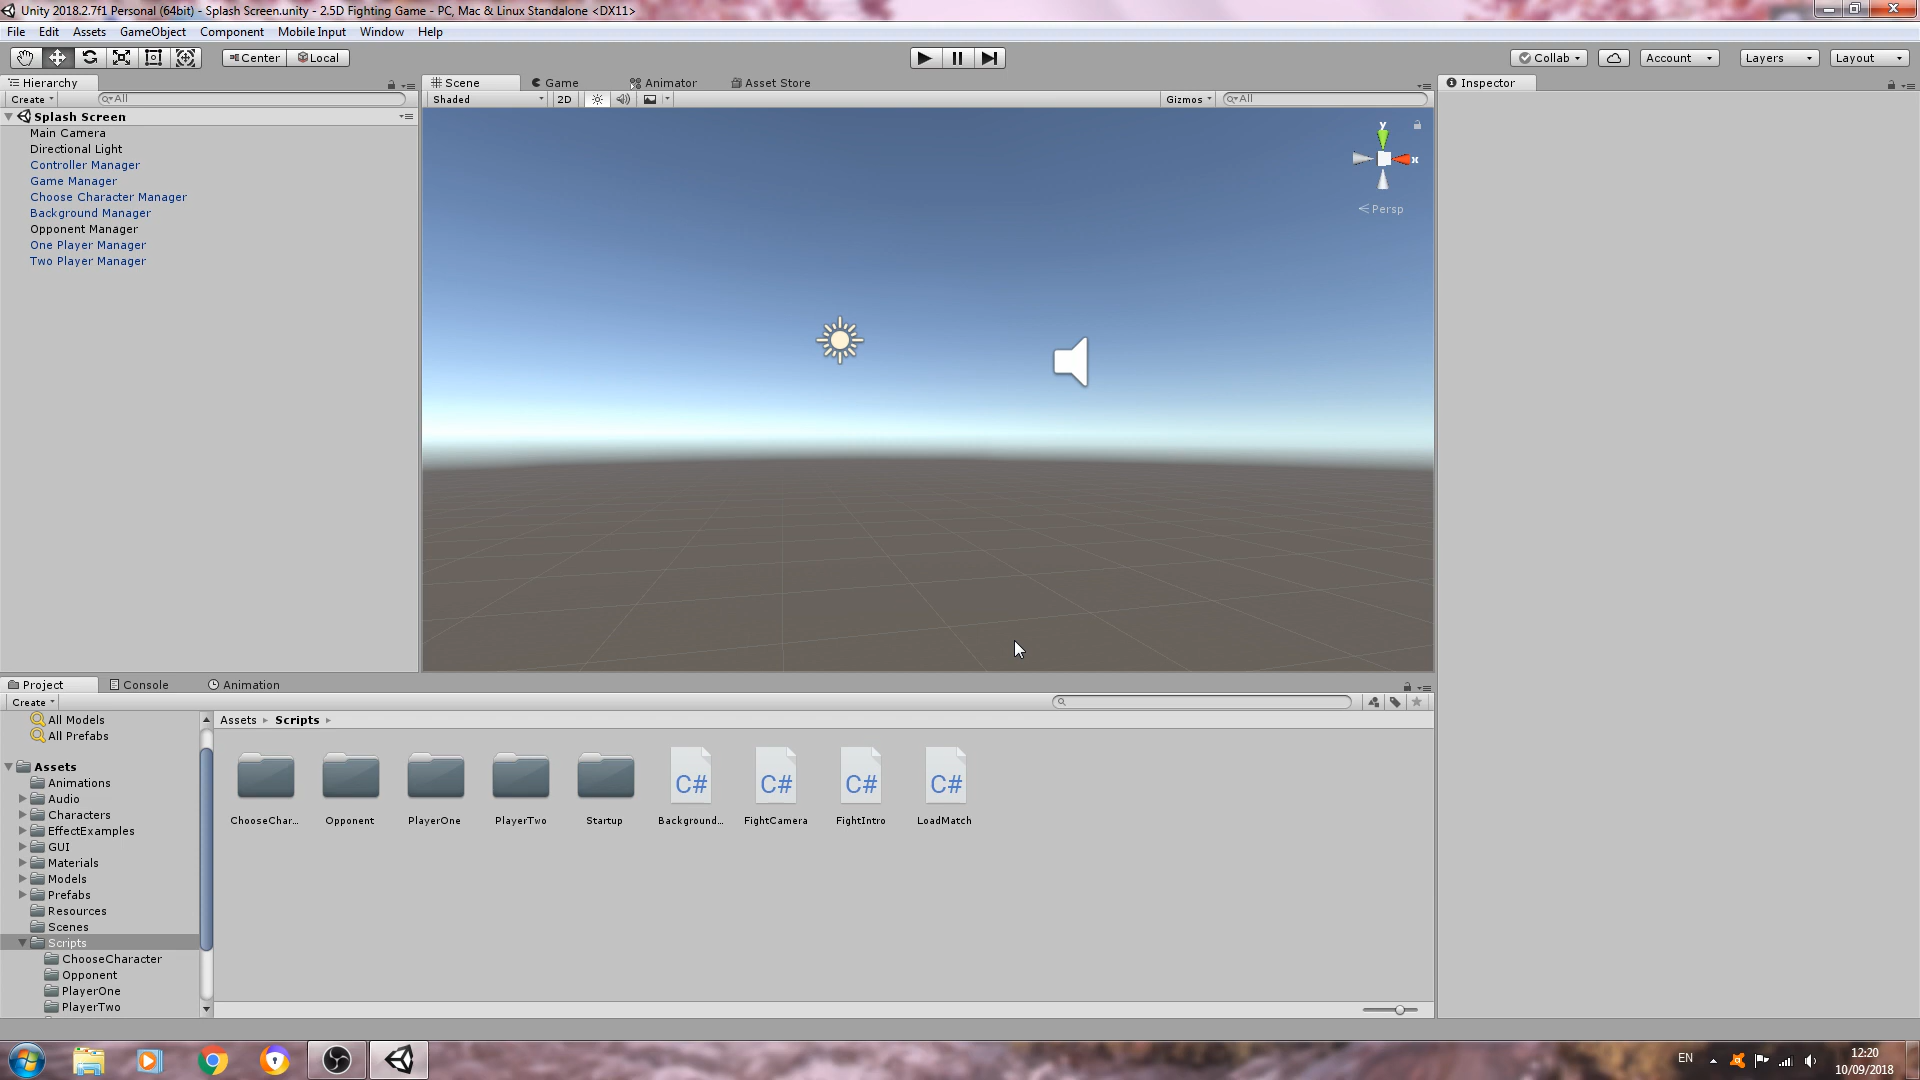 Unity 2018.2.7f1 Personal (64bit) - Splash Screen.unity - 2.5D Fighting Game - PC, Mac & Linux Standalone <DX11>
File Edit Assets GameObject Component Mobile Input Window Help
Center Local Collab Account Layers Layout
Hierarchy Scene Game Animator Asset Store Inspector
Create All Shaded 2D Gizmos All
Splash Screen
Main Camera
Directional Light
Controller Manager
Game Manager
Choose Character Manager
Background Manager
Opponent Manager
One Player Manager
Two Player Manager
y
x
Persp
Project Console Animation
Create
All Models
All Prefabs
Assets
Animations
Audio
Characters
EffectExamples
GUI
Materials
Models
Prefabs
Resources
Scenes
Scripts
ChooseCharacter
Opponent
PlayerOne
PlayerTwo
Assets Scripts
C# C# C# C#
ChooseChar... Opponent PlayerOne PlayerTwo Startup Background... FightCamera FightIntro LoadMatch
EN
12:20
10/09/2018